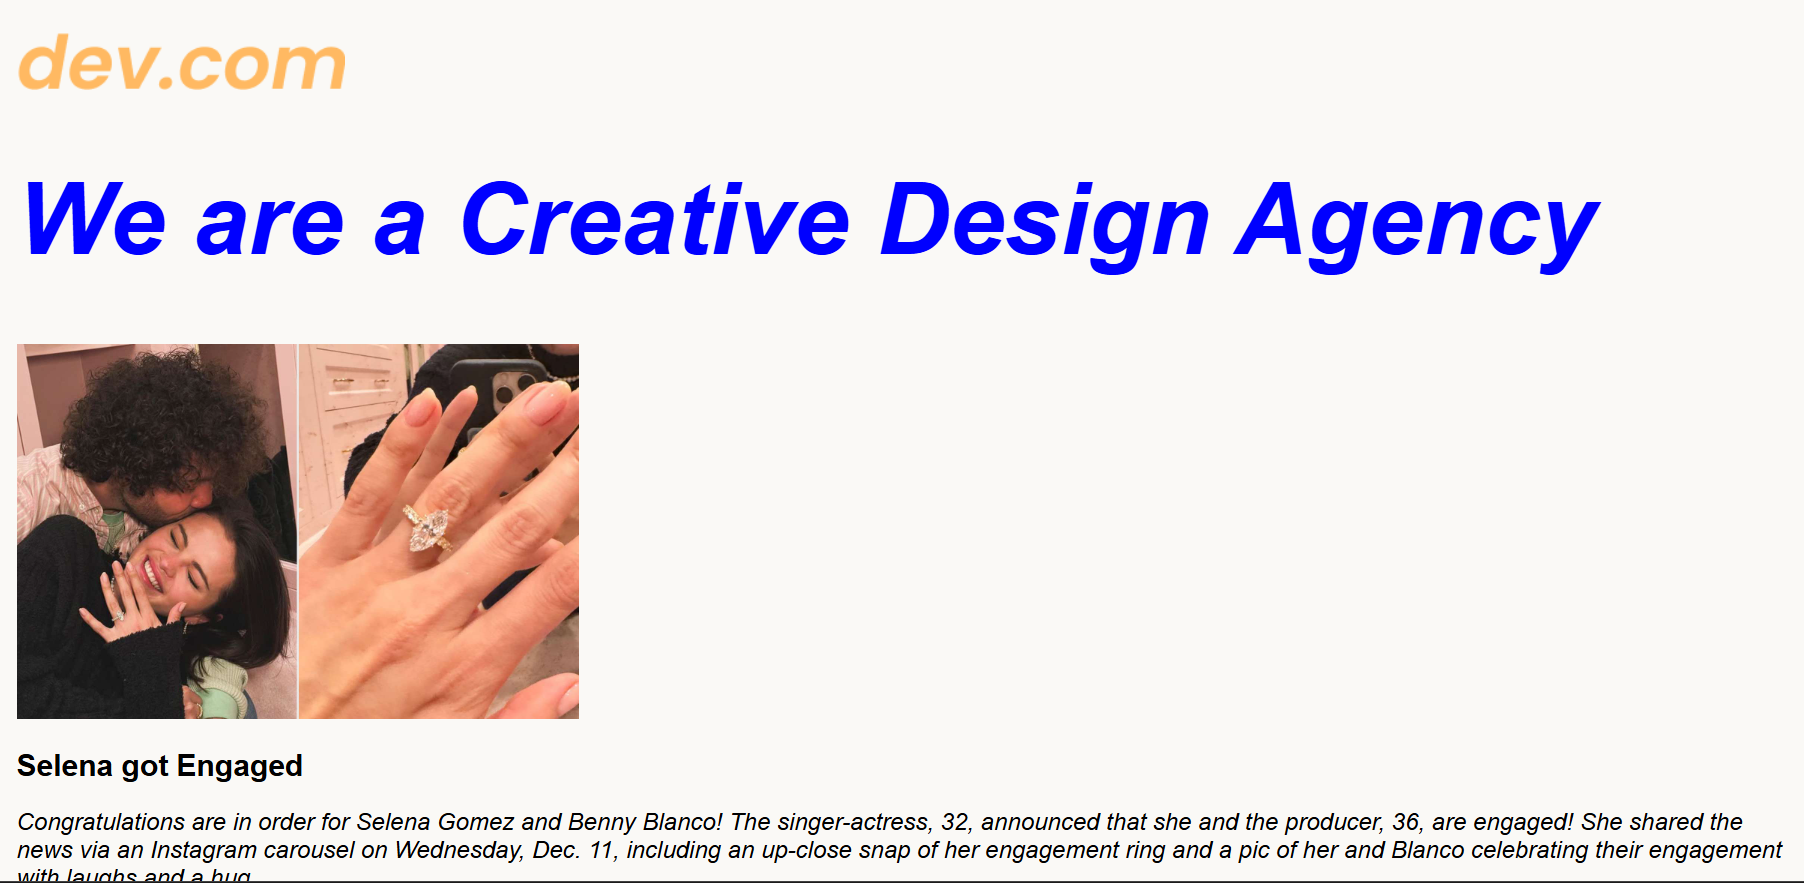 dev.com
We are a Creative Design Agency
Selena got Engaged
Congratulations are in order for Selena Gomez and Benny Blanco! The singer-actress, 32, announced that she and the producer, 36, are engaged! She shared the
news via an Instagram carousel on Wednesday, Dec. 11, including an up-close snap of her engagement ring and a pic of her and Blanco celebrating their engagement
with laughs and a hug